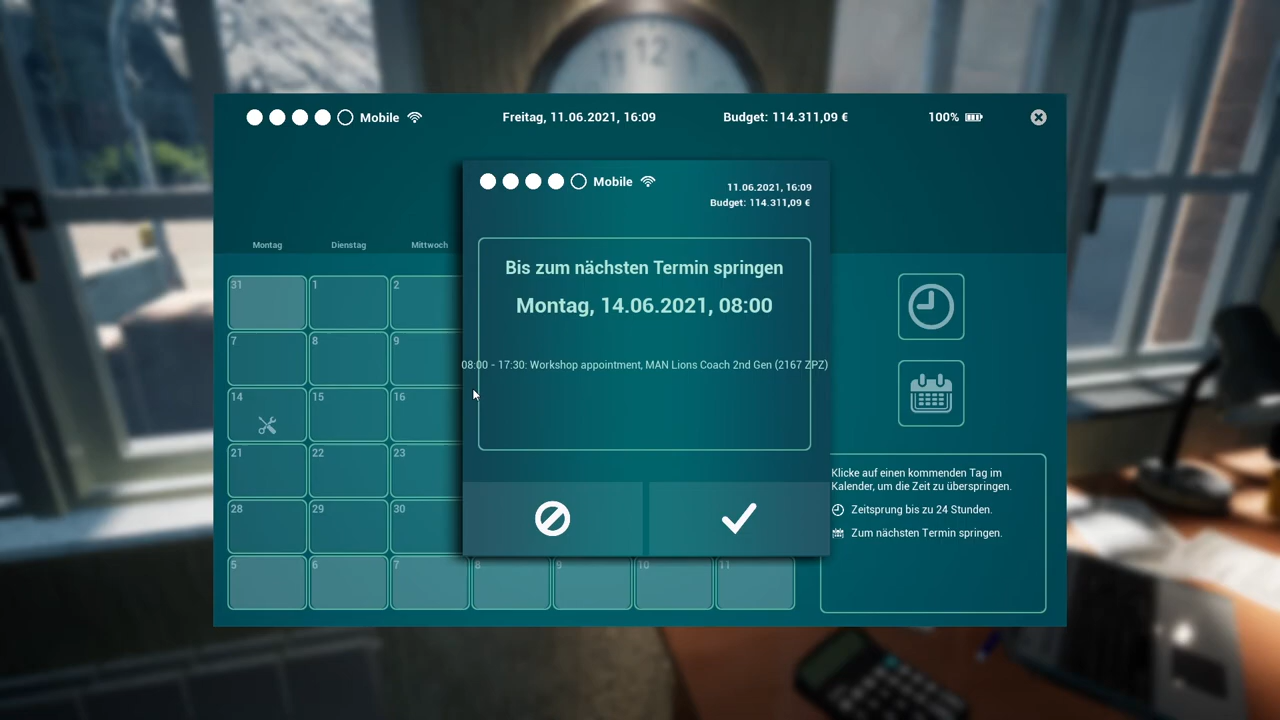 12
11
1
Mobile
Freitag, 11.06.2021, 16:09
Budget: 114.311,09 €
100%
Mobile
11.06.2021, 16:09
Budget: 114.311,09 €
Montag
Dienstag
Mittwoch
Bis zum nächsten Termin springen
Montag, 14.06.2021, 08:00
08:00 - 17:30: Workshop appointment, MAN Lions Coach 2nd Gen (2167 ZPZ)
31
1
2
7
8
9
14
15
16
21
22
23
28
29
30
5
6
7
8
9
10
11
Klicke auf einen kommenden Tag im
Kalender, um die Zeit zu überspringen.
Zeitsprung bis zu 24 Stunden.
Zum nächsten Termin springen.